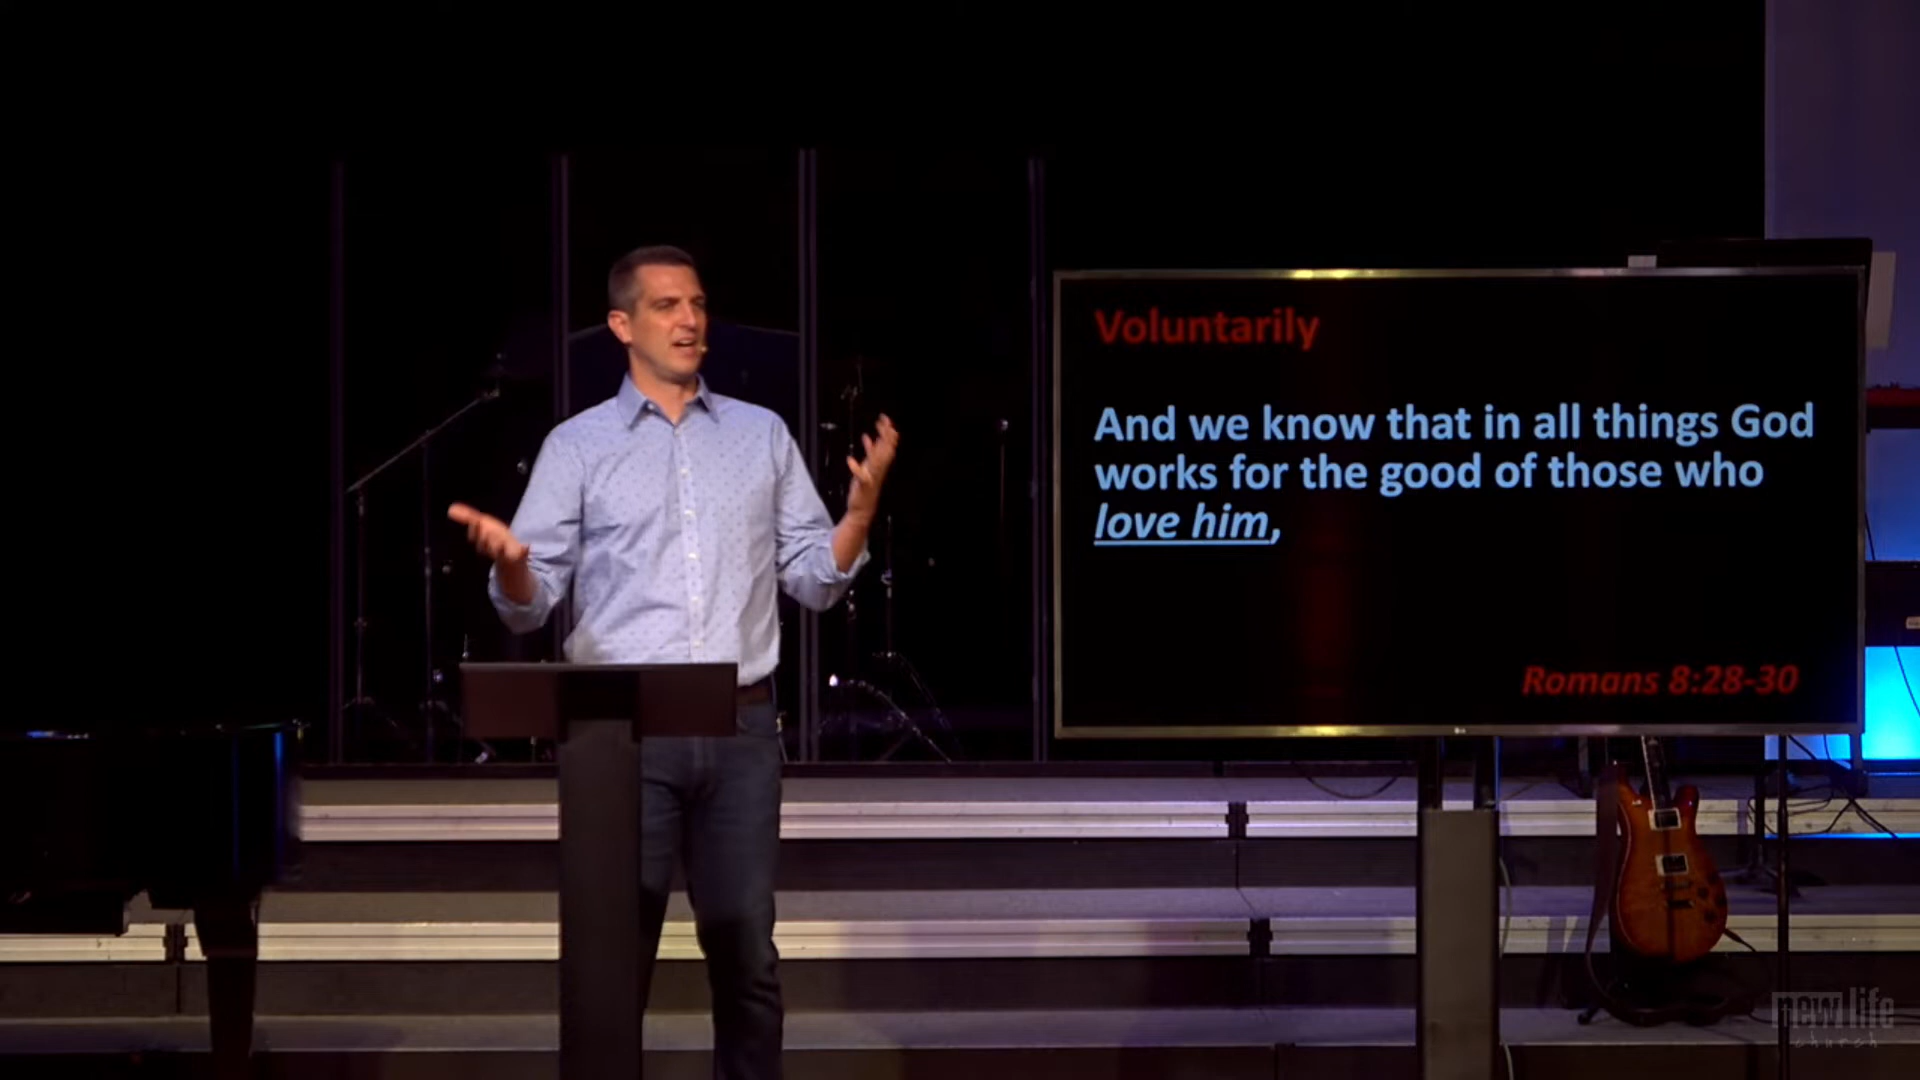 Voluntarily
And we know that in all things God
works for the good of those who
love him,
Romans 8:28-30
new life
church